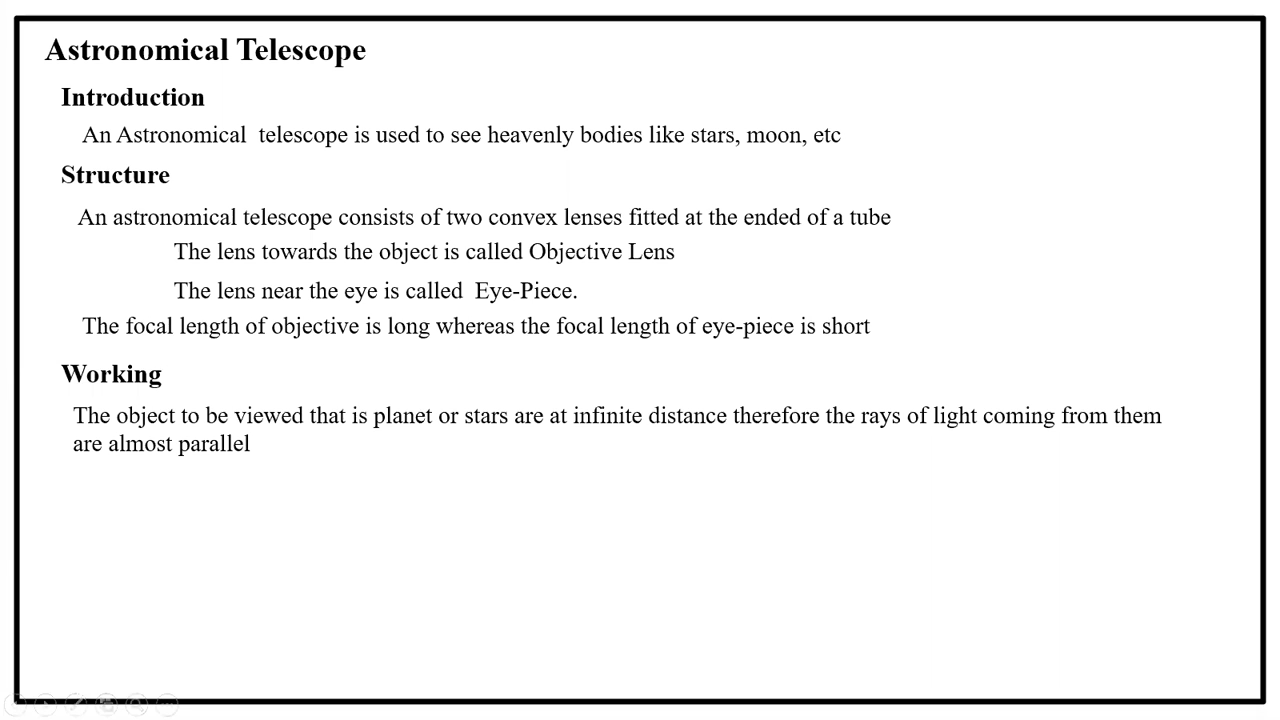 Astronomical Telescope
Introduction
An Astronomical telescope is used to see heavenly bodies like stars, moon, etc
Structure
An astronomical telescope consists of two convex lenses fitted at the ended of a tube
The lens towards the object is called Objective Lens
The lens near the eye is called Eye-Piece.
The focal length of objective is long whereas the focal length of eye-piece is short
Working
The object to be viewed that is planet or stars are at infinite distance therefore the rays of light coming from them
are almost parallel